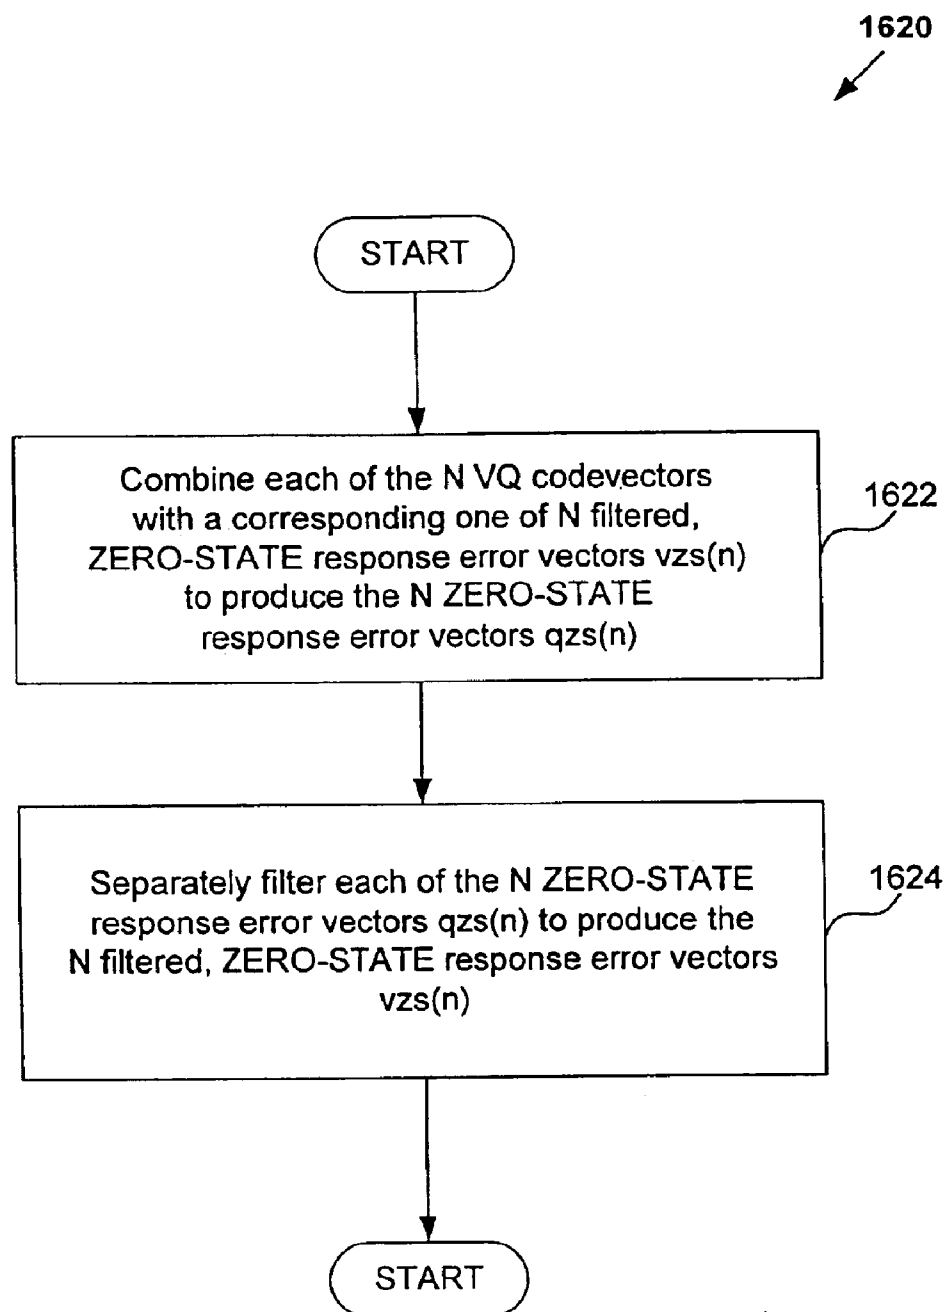 1620
START
Combine each of the N VQ codevectors
with a corresponding one of N filtered,
ZERO-STATE response error vectors vzs(n)
to produce the N ZERO-STATE
response error vectors qzs(n)
1622
Separately filter each of the N ZERO-STATE
response error vectors qzs(n) to produce the
N filtered, ZERO-STATE response error vectors
vzs(n)
1624
START